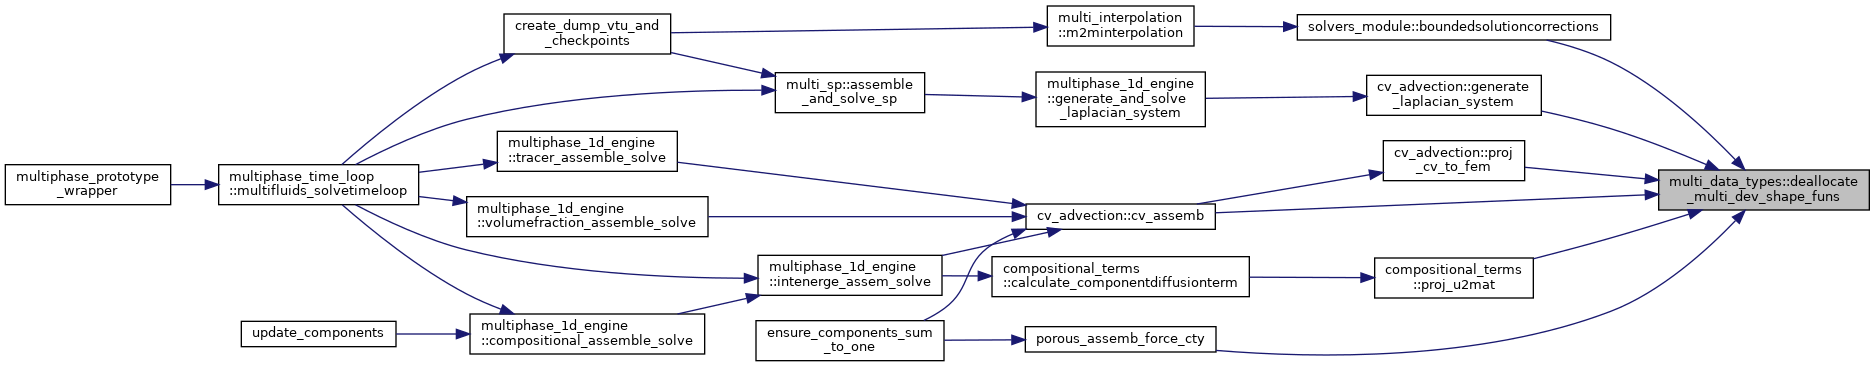 create_dump_vtu_and
_checkpoints
multi_interpolation
::m2minterpolation
solvers_module::boundedsolutioncorrections
multi_sp::assemble
_and_solve_sp
multiphase_1d_engine
::generate_and_solve
_laplacian_system
cv_advection::generate
_laplacian_system
multiphase_1d_engine
::tracer_assemble_solve
cv_advection::proj
_cv_to_fem
multiphase_prototype
_wrapper
multiphase_time_loop
::multifluids_solvetimeloop
multi_data_types::deallocate
_multi_dev_shape_funs
multiphase_1d_engine
::volumefraction_assemble_solve
cv_advection::cv_assemb
multiphase_1d_engine
::intenerge_assem_solve
compositional_terms
::calculate_componentdiffusionterm
compositional_terms
::proj_u2mat
update_components
multiphase_1d_engine
::compositional_assemble_solve
ensure_components_sum
_to_one
porous_assemb_force_cty